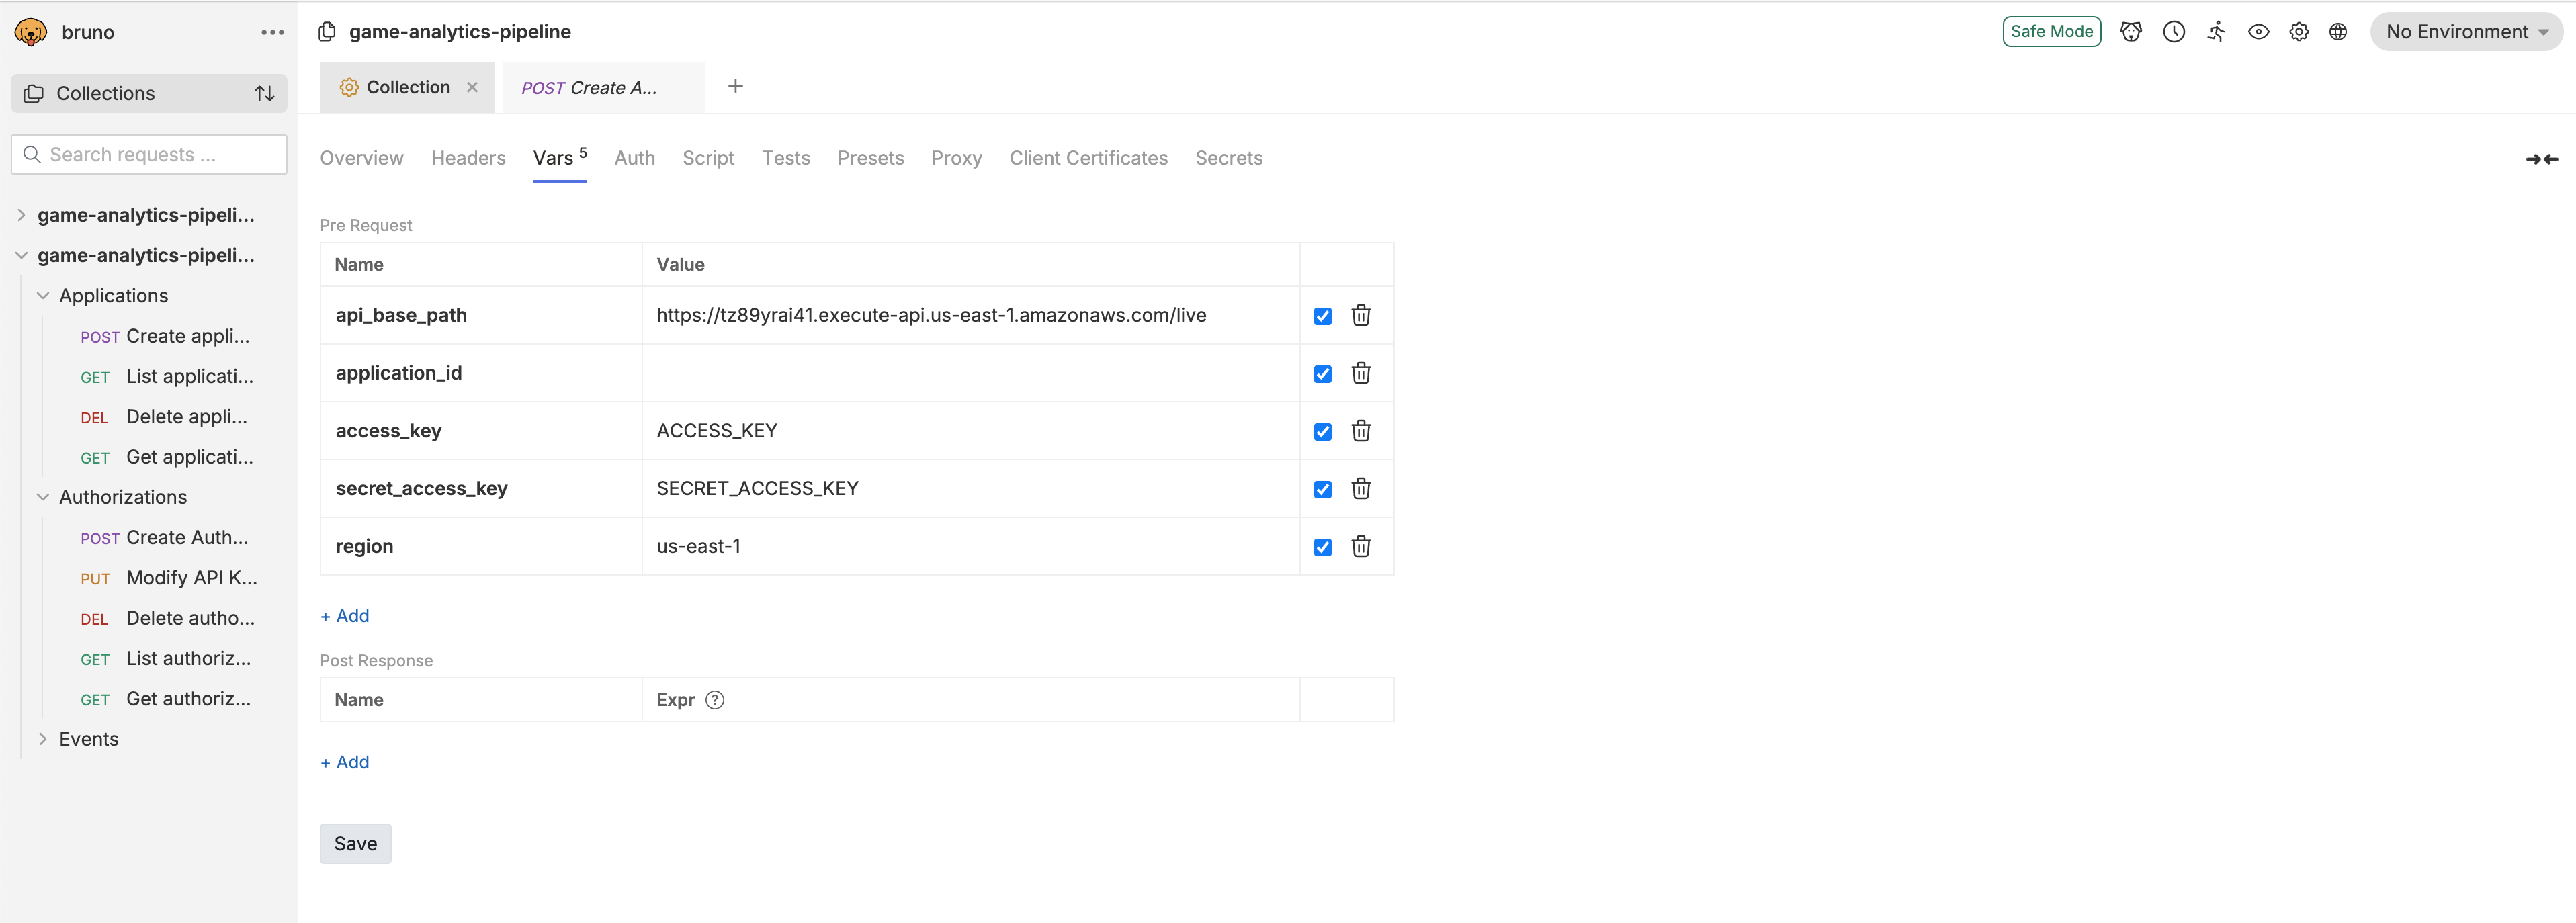 bruno
game-analytics-pipeline
Safe Mode
No Environment
Collections
Collection
POST Create A...
Search requests ...
Overview Headers Vars 5 Auth Script Tests Presets Proxy Client Certificates Secrets
game-analytics-pipeli...
game-analytics-pipeli...
Applications
POST Create appli...
GET List applicati...
DEL Delete appli...
GET Get applicati...
Authorizations
POST Create Auth...
PUT Modify API K...
DEL Delete autho...
GET List authoriz...
GET Get authoriz...
Events
Pre Request
Name Value
api_base_path https://tz89yrai41.execute-api.us-east-1.amazonaws.com/live
application_id
access_key ACCESS_KEY
secret_access_key SECRET_ACCESS_KEY
region us-east-1
+ Add
Post Response
Name Expr ?
+ Add
Save